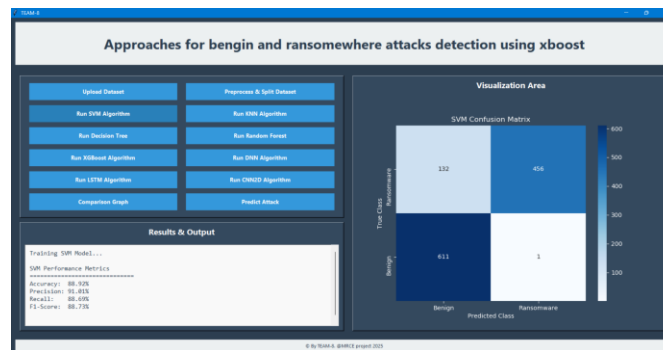 TEAM-6
Approaches for bengin and ransomewhere attacks detection using xboost
Upload Dataset
Preprocess & Split Dataset
Run SVM Algorithm
Run KNN Algorithm
Run Decision Tree
Run Random Forest
Run XGBoost Algorithm
Run DNN Algorithm
Run LSTM Algorithm
Run CNN2D Algorithm
Comparison Graph
Predict Attack
Results & Output
Training SVM Model...
SVM Performance Metrics
==============================
Accuracy: 88.92%
Precision: 91.01%
Recall: 88.69%
F1-Score: 88.73%
Visualization Area
SVM Confusion Matrix
True Class
Ransomware
Benign
132
456
611
1
Benign
Ransomware
Predicted Class
600
500
400
300
200
100
© By TEAM-6. @MRCE project 2025